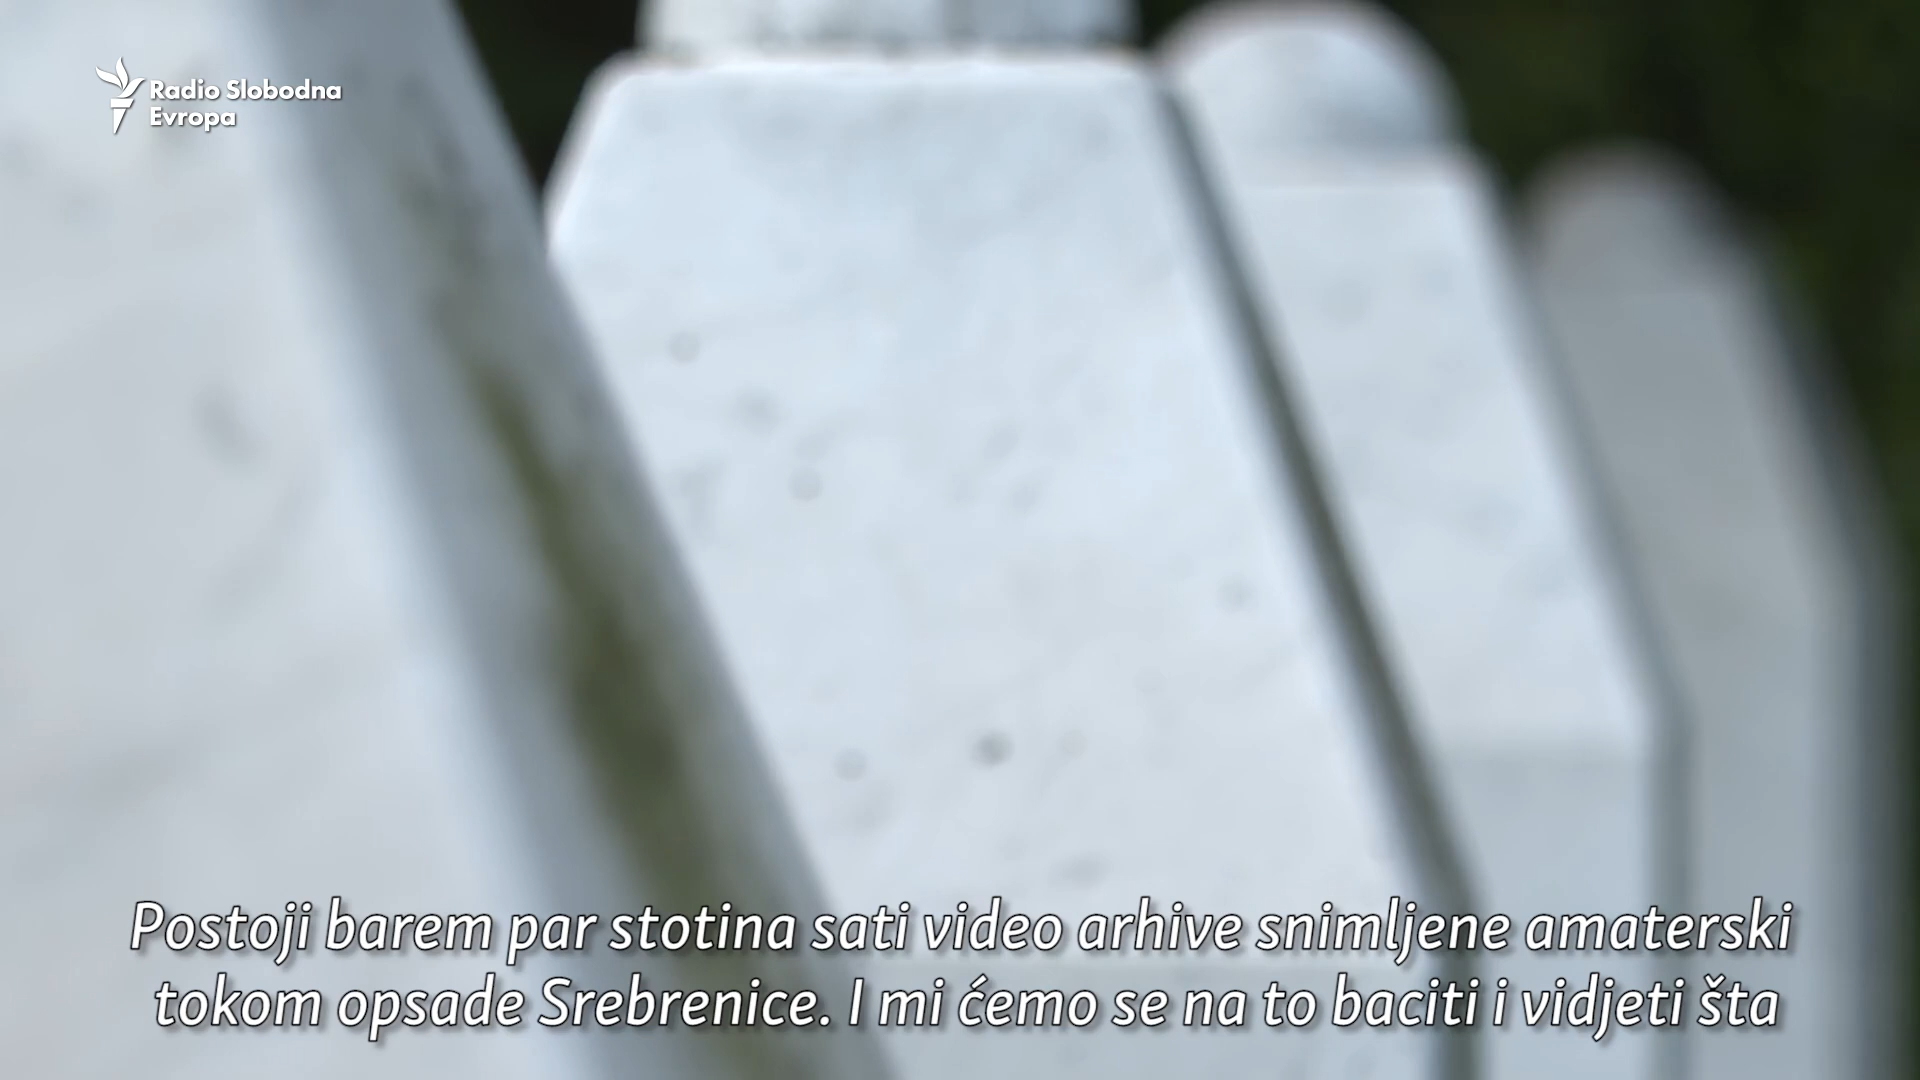 Radio Slobodna
Evropa
Postoji barem par stotina sati video arhive snimljene amaterski
tokom opsade Srebrenice. I mi ćemo se na to baciti i vidjeti šta